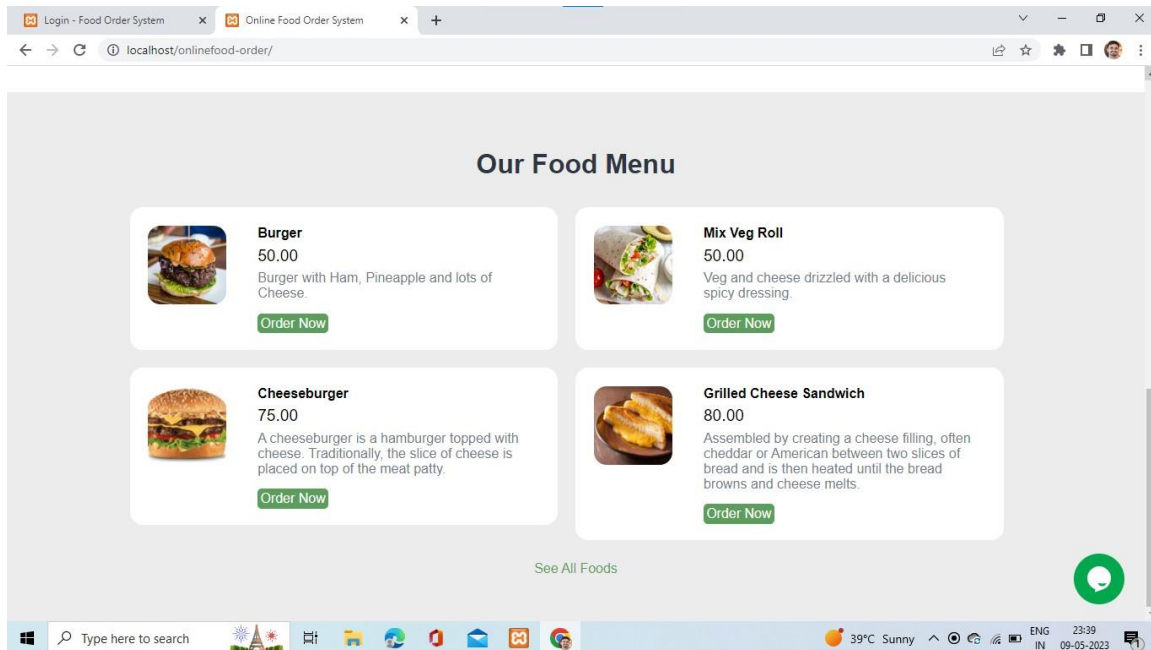 Login - Food Order System
Online Food Order System
localhost/onlinefood-order/
Our Food Menu
Burger
50.00
Burger with Ham, Pineapple and lots of
Cheese.
Order Now
Mix Veg Roll
50.00
Veg and cheese drizzled with a delicious
spicy dressing.
Order Now
Cheeseburger
75.00
A cheeseburger is a hamburger topped with
cheese. Traditionally, the slice of cheese is
placed on top of the meat patty.
Order Now
Grilled Cheese Sandwich
80.00
Assembled by creating a cheese filling, often
cheddar or American between two slices of
bread and is then heated until the bread
browns and cheese melts.
Order Now
See All Foods
Type here to search
39°C Sunny
ENG
IN
23:39
09-05-2023
1